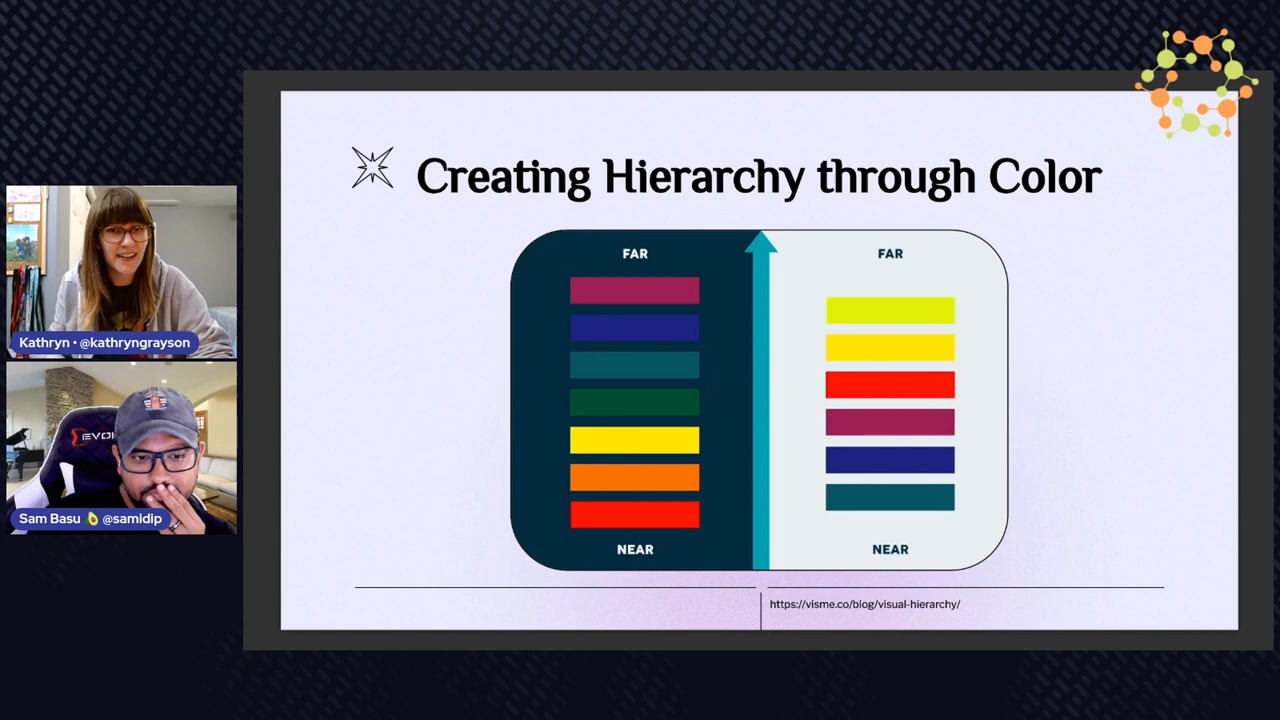 Creating Hierarchy through Color
FAR
FAR
NEAR
NEAR
https://visme.co/blog/visual-hierarchy/
Kathryn • @kathryngrayson
Sam Basu 🥑 @samidip